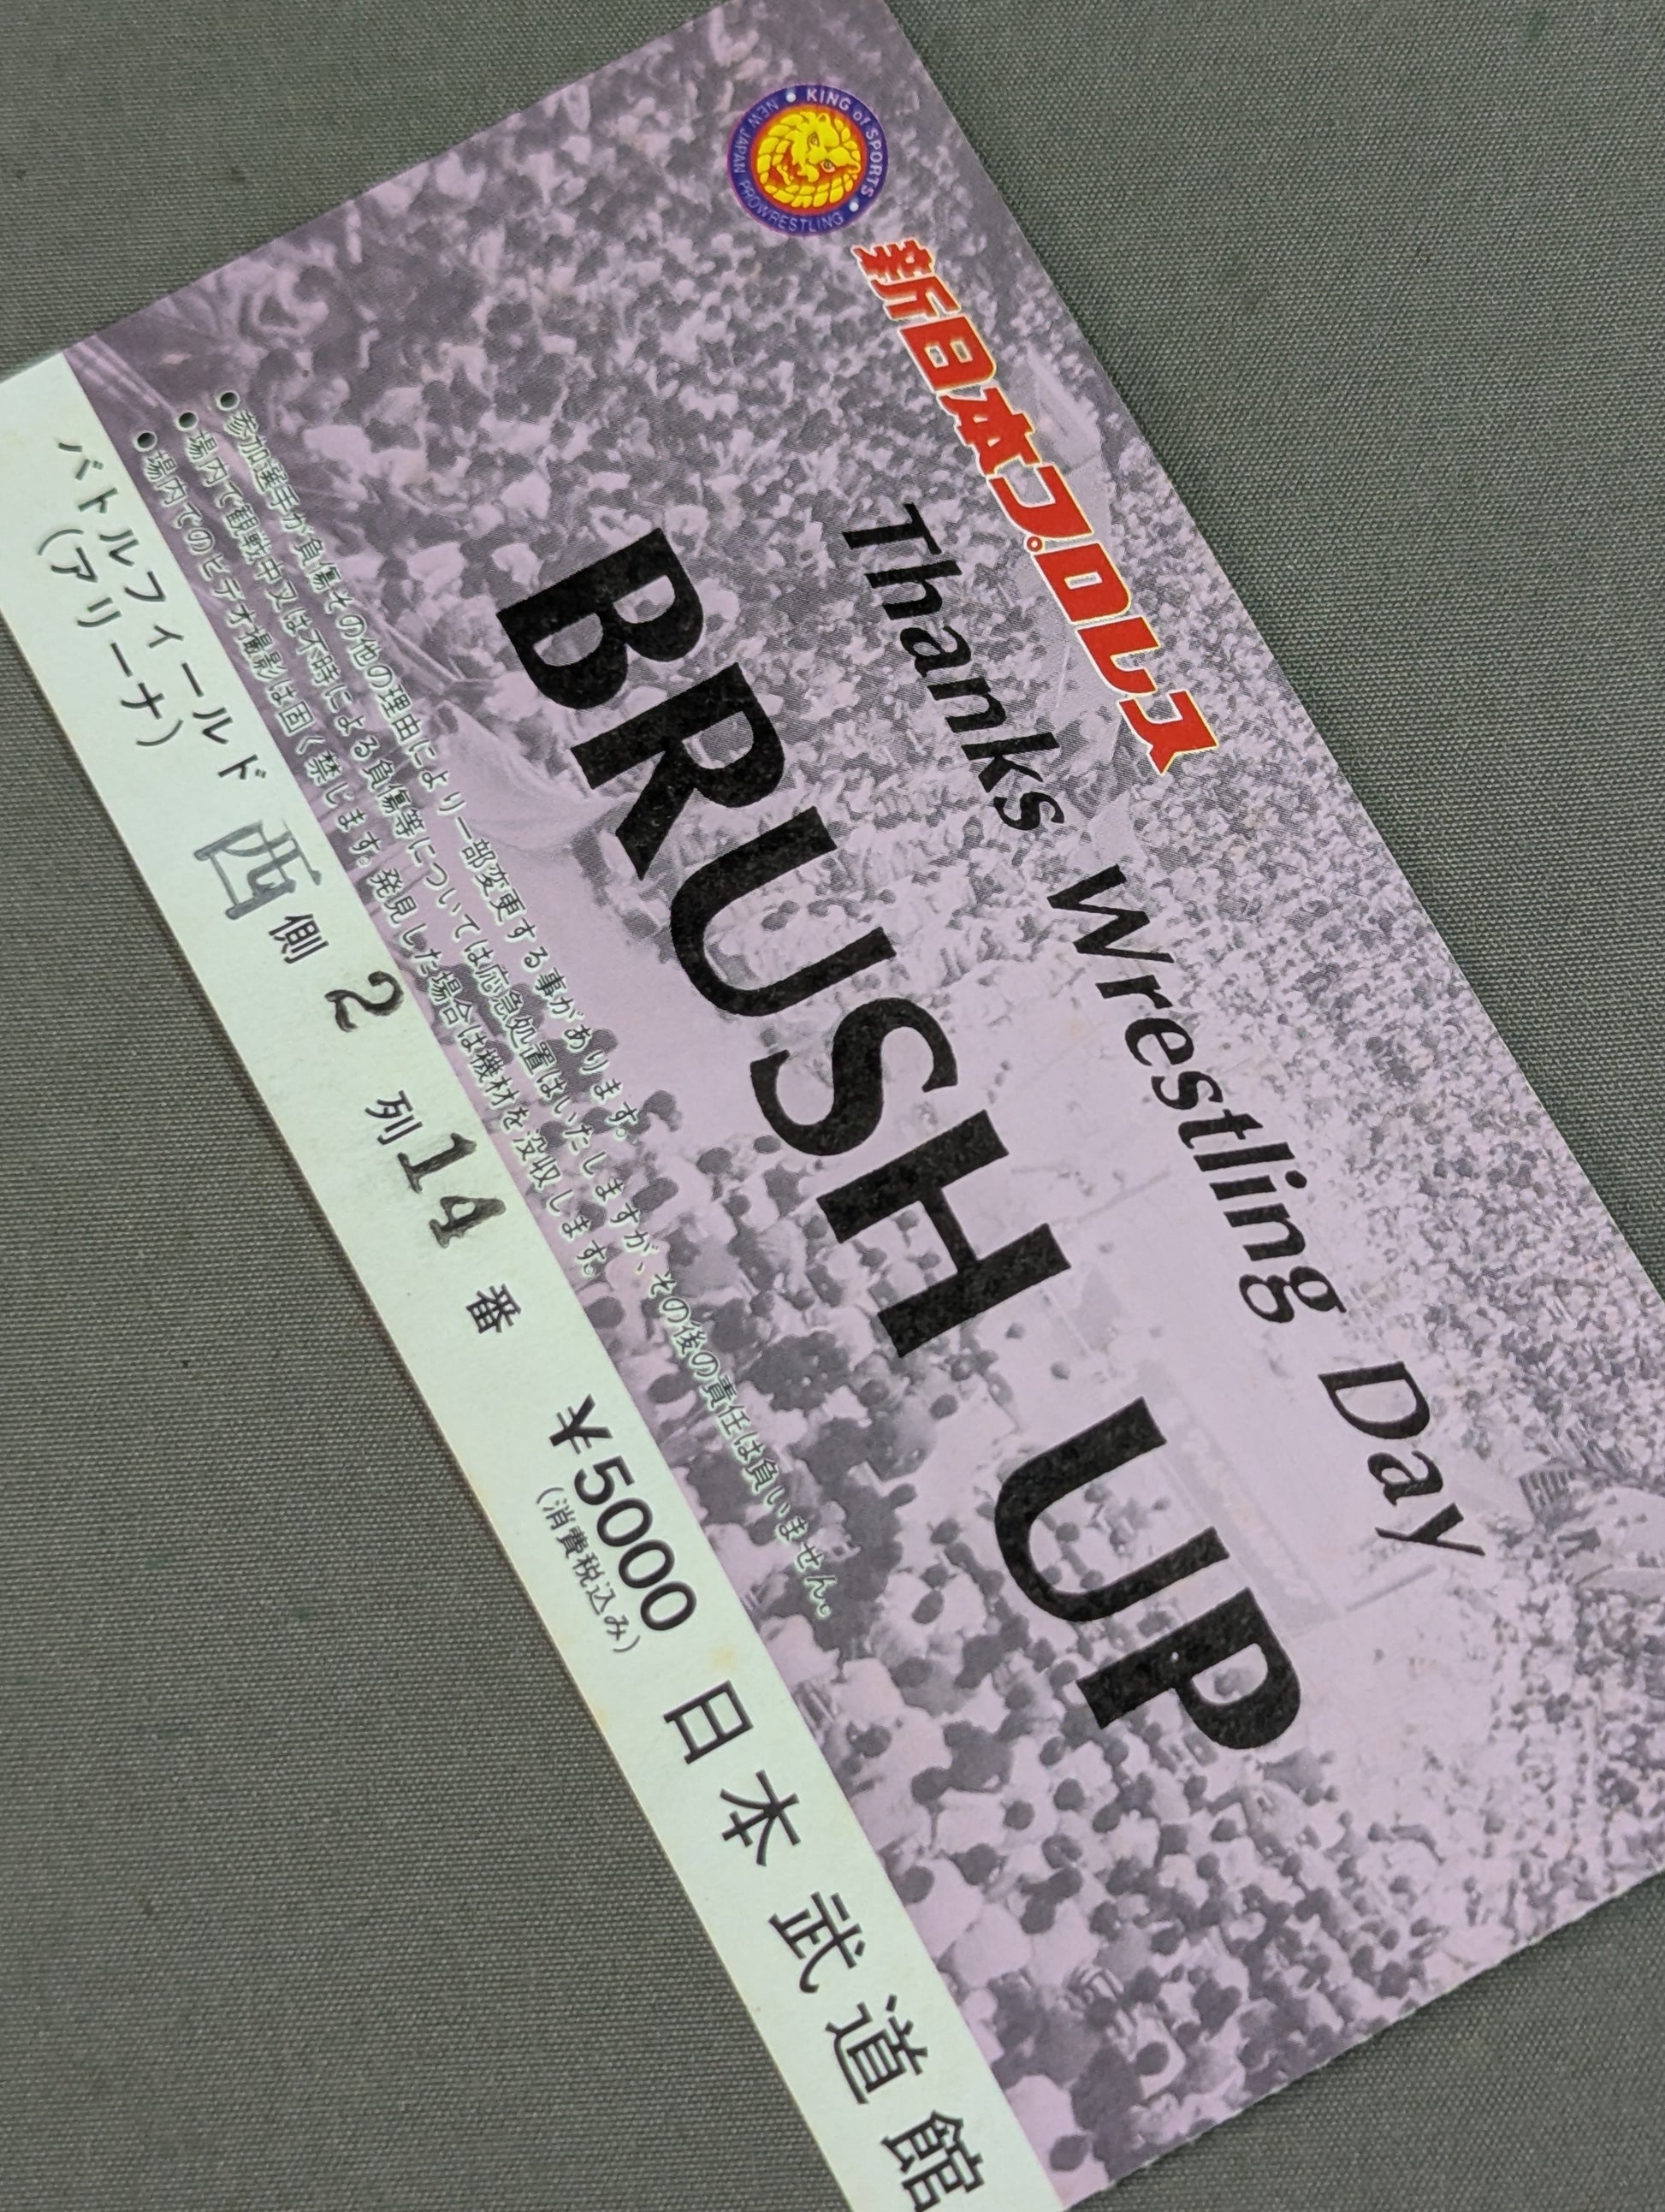 KING of SPORTS
NEW JAPAN PROWRESTLING
新日本プロレス
Thanks Wrestling Day
BRUSH UP
●参加選手が負傷その他の理由により一部変更する事があります。
●場内で観戦中又は不時による負傷等については応急処置はいたしますが、その後の責任は負いません。
●場内でのビデオ撮影は固く禁じます。発見した場合は機材を没収します。
バトルフィールド 西側 2 列 14 番 ¥5000 日本武道館
(アリーナ) (消費税込み)